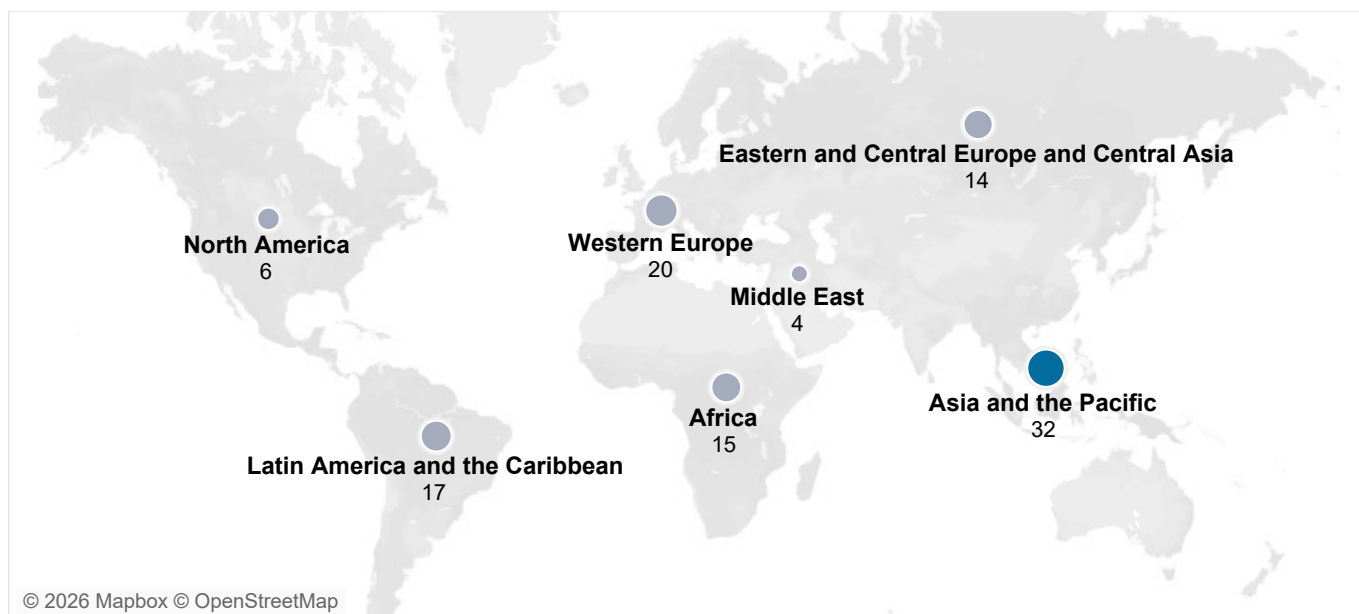 Eastern and Central Europe and Central Asia
14
North America
6
Western Europe
20
Middle East
4
Asia and the Pacific
32
Africa
15
Latin America and the Caribbean
17
© 2026 Mapbox © OpenStreetMap